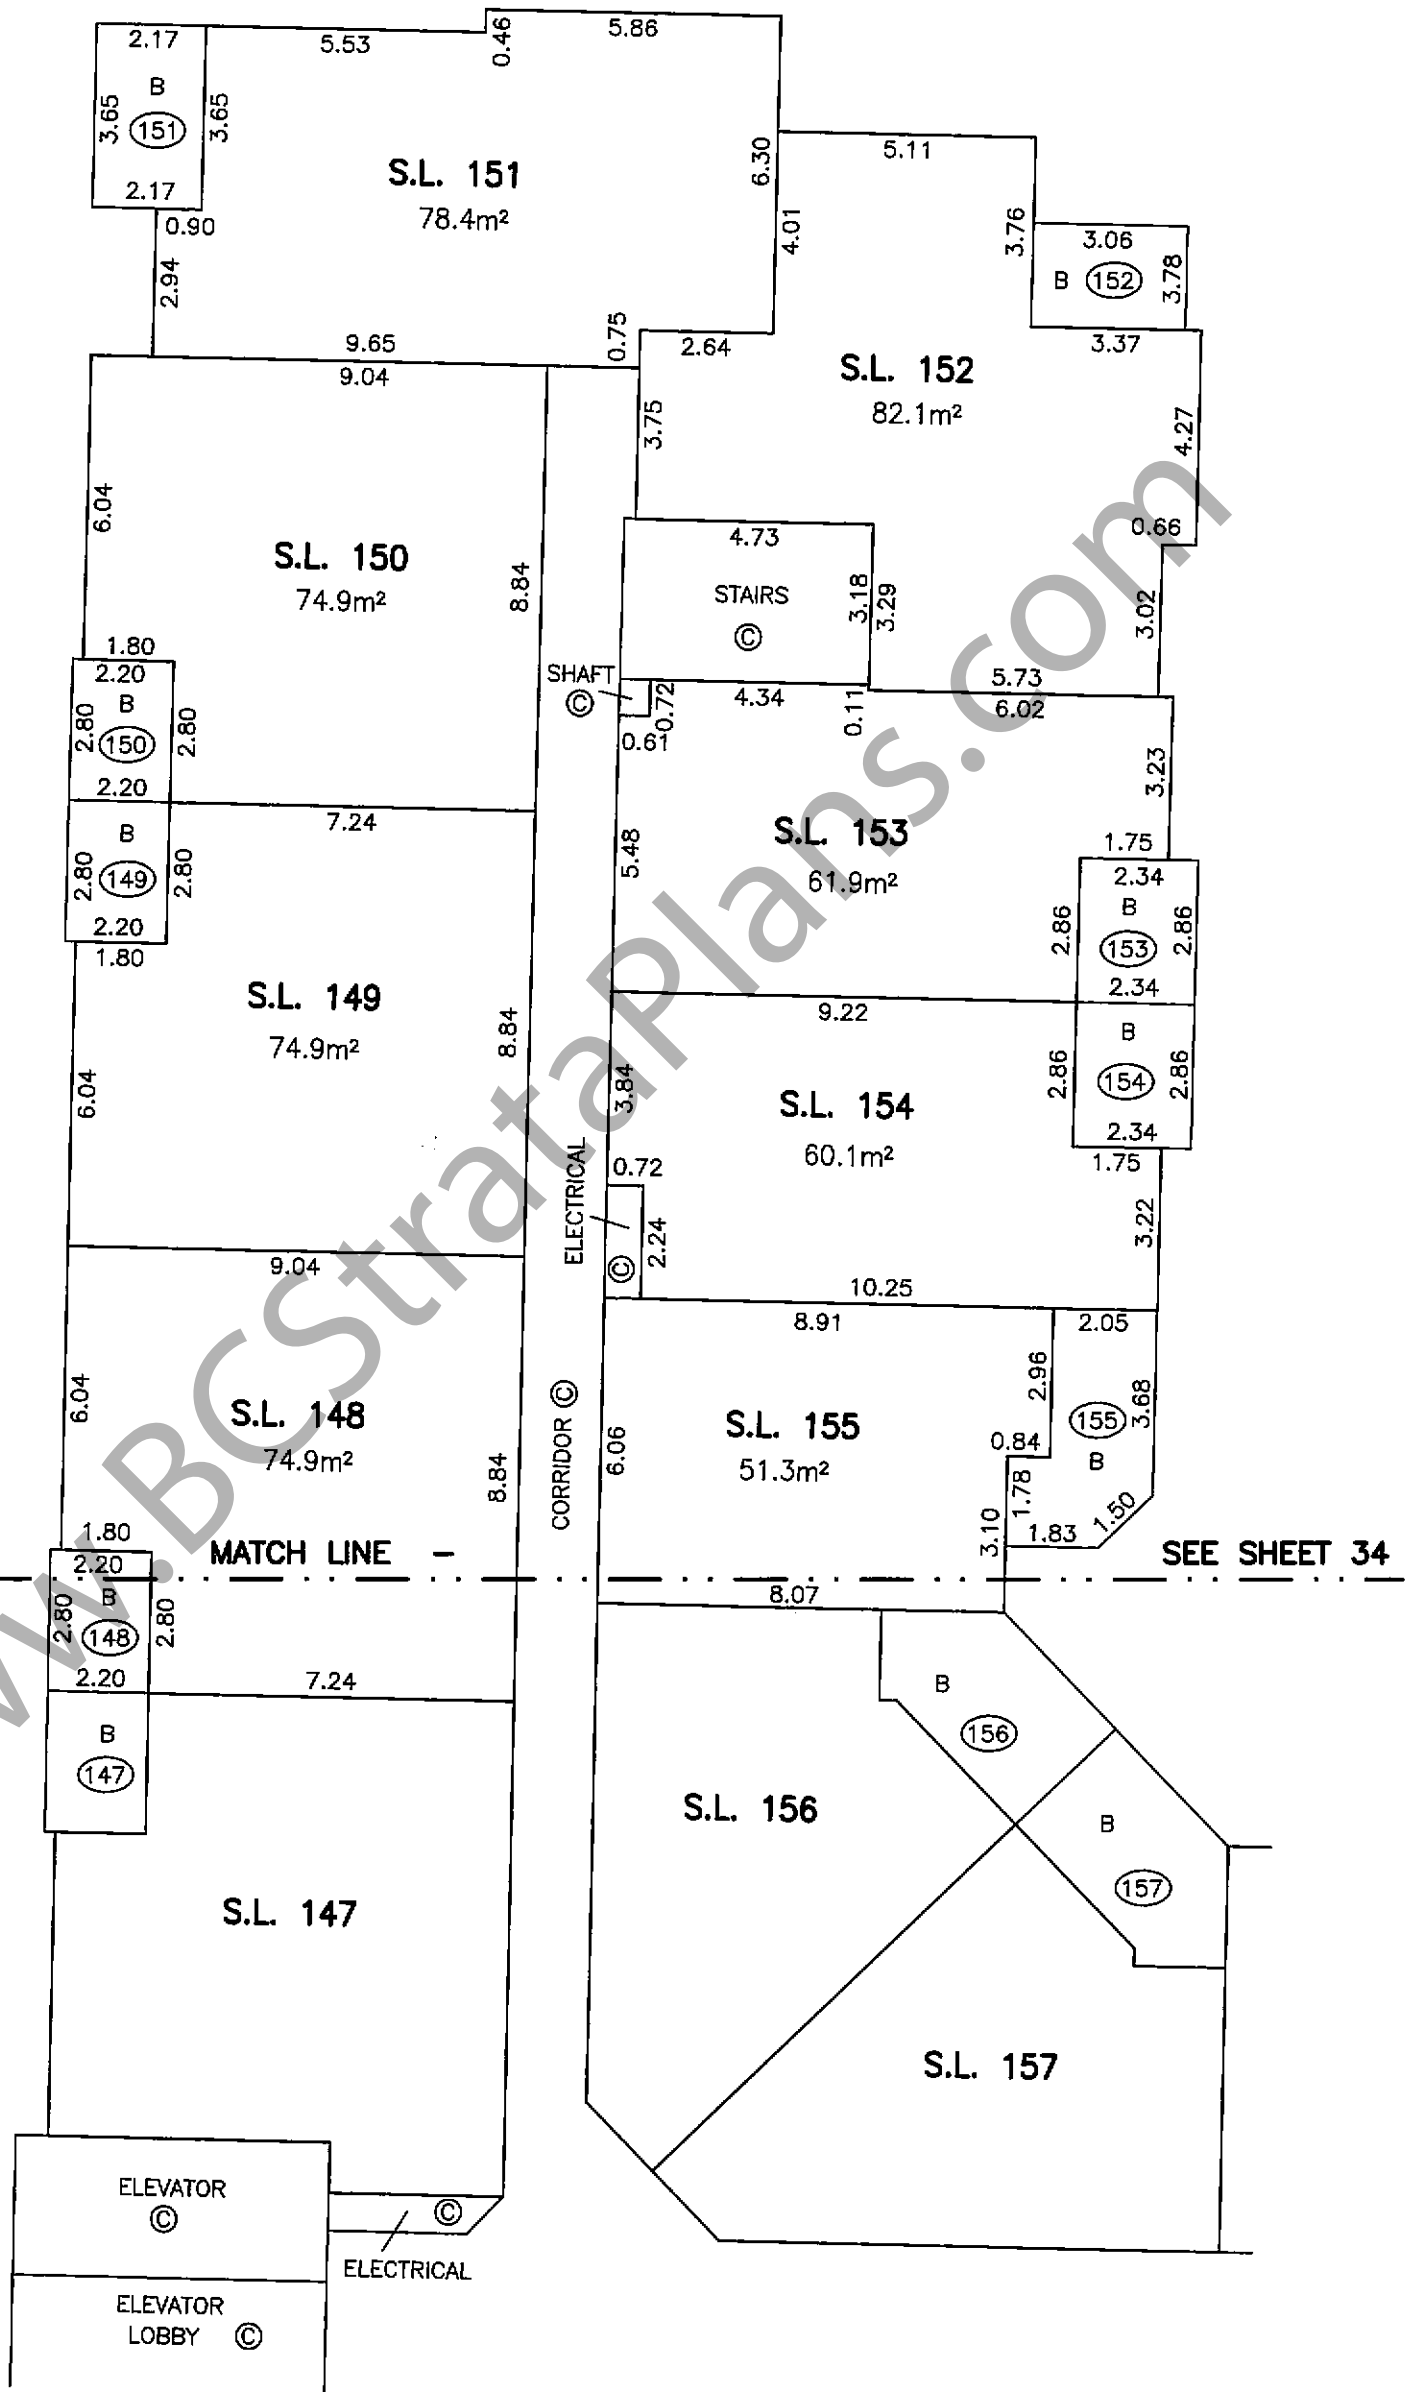 2.17
5.53
0.46
5.86
B
3.65
151
3.65
2.17
0.90
2.94
S.L. 151
78.4m²
6.30
4.01
5.11
3.76
3.06
B 152
3.78
3.37
9.65
0.75
2.64
9.04
S.L. 152
82.1m²
3.75
4.27
0.66
6.04
S.L. 150
74.9m²
8.84
4.73
STAIRS
©
3.18
3.29
3.02
SHAFT
©
0.72
0.61
4.34
0.11
5.73
6.02
1.80
2.20
B
2.80
150
2.80
2.20
7.24
B
2.80
149
2.80
2.20
1.80
5.48
S.L. 153
61.9m²
3.23
1.75
2.34
B
2.86
153
2.86
2.34
S.L. 149
74.9m²
8.84
6.04
9.22
B
2.86
154
2.86
2.34
1.75
3.84
S.L. 154
60.1m²
ELECTRICAL
©
0.72
2.24
3.22
10.25
9.04
8.91
2.05
6.04
S.L. 148
74.9m²
8.84
CORRIDOR ©
6.06
S.L. 155
51.3m²
2.96
155
3.68
0.84
B
1.78
3.10
1.83
1.50
1.80
MATCH LINE -
SEE SHEET 34
2.20
B
2.80
148
2.80
2.20
7.24
8.07
B
147
B
156
S.L. 156
B
157
S.L. 147
S.L. 157
ELEVATOR
©
©
ELECTRICAL
ELEVATOR
LOBBY ©
w.BCStrataPlans.com